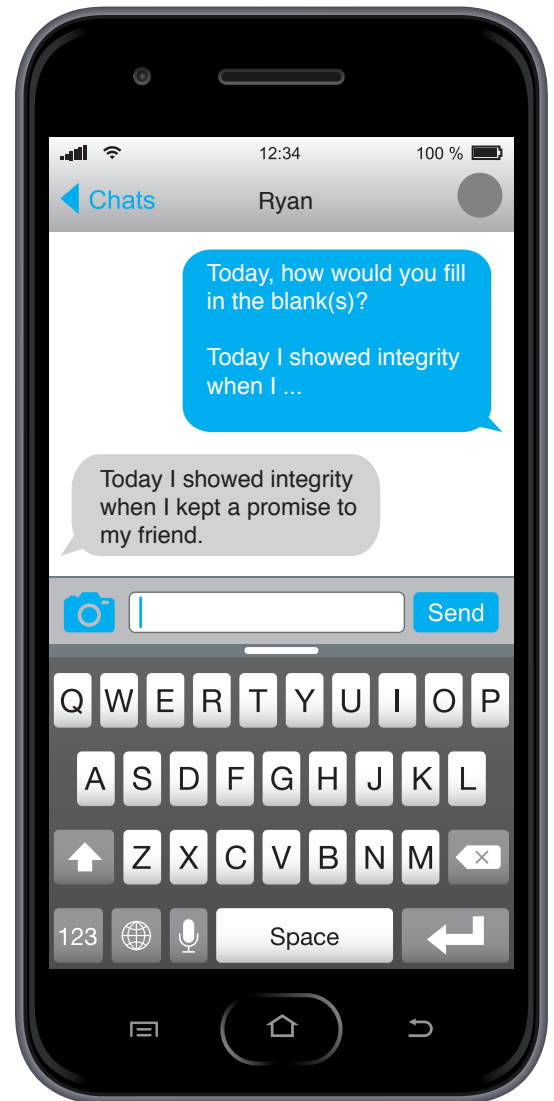 12:34
100 %
Chats
Ryan
Today, how would you fill
in the blank(s)?
Today I showed integrity
when I ...
Today I showed integrity
when I kept a promise to
my friend.
Send
Q W E R T Y U I O P
A S D F G H J K L
Z X C V B N M
123
Space